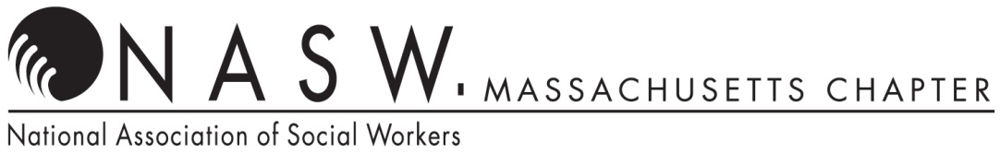 NASW. MASSACHUSETTS CHAPTER
National Association of Social Workers